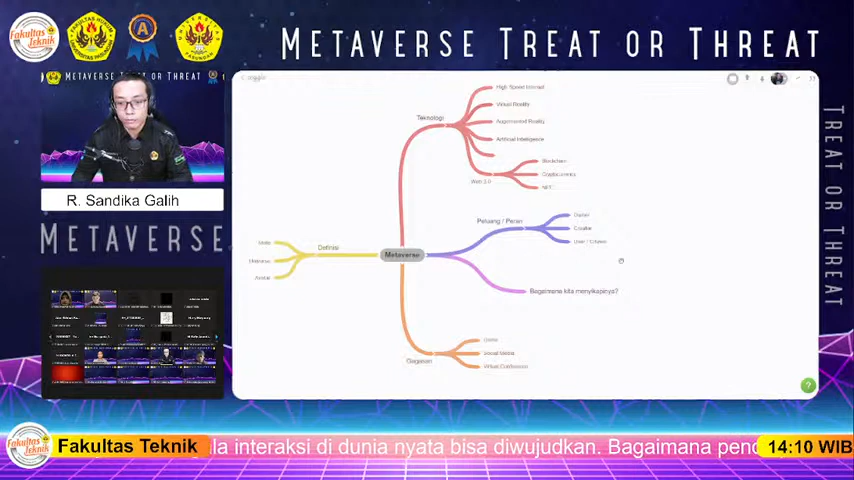 Fakultas Teknik
METAVERSE TREAT OR THREAT
METAVERSE TREAT OR THREAT
R. Sandika Galih
METAVERSE
TREAT OR THREAT
High Speed Internet
Teknologi
Virtual Reality
Augmented Reality
Artificial Intelligence
Blockchain
Web 3.0
Cryptocurrency
NFT
Peluang / Peran
Owner
Creator
User / Citizen
Definisi
Metaverse
Avatar
Bagaimana kita menyikapinya?
Gagasan
Game
Social Media
Virtual Conference
?
Fakultas Teknik
Fakultas Teknik
ala interaksi di dunia nyata bisa diwujudkan. Bagaimana pend
14:10 WIB